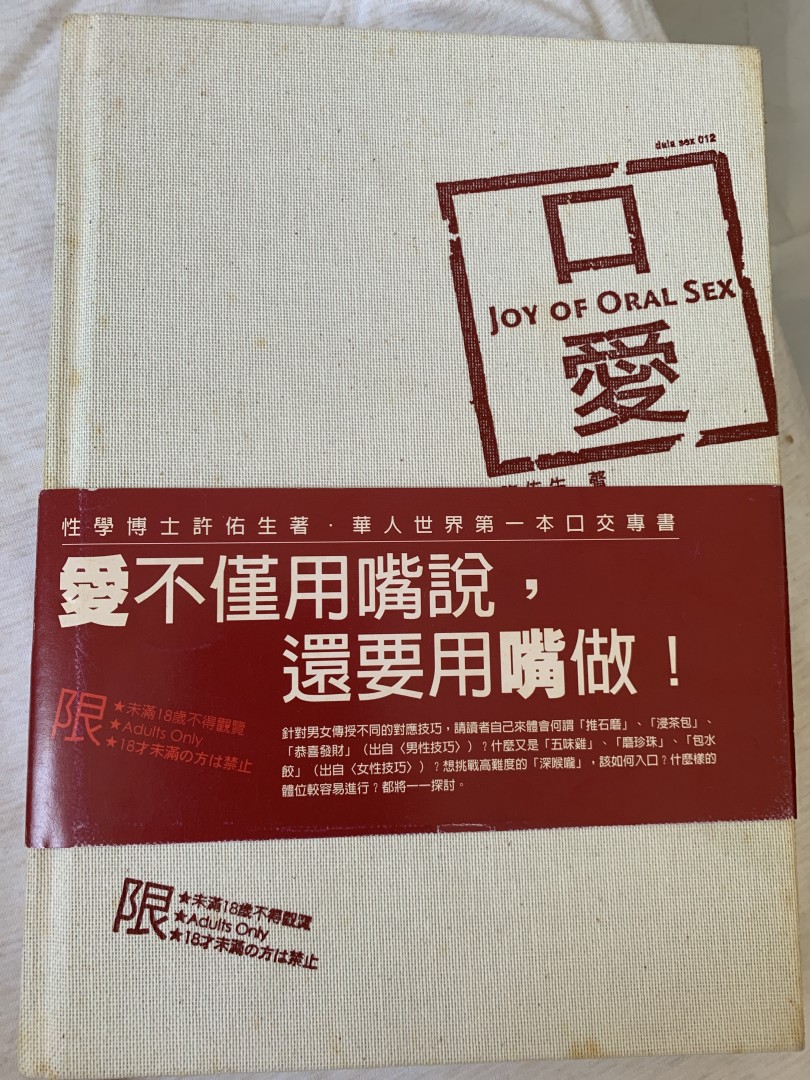 dala sex 012
口
JOY OF ORAL SEX
愛
性學博士許佑生著．華人世界第一本口交專書
愛不僅用嘴說，
還要用嘴做！
限
★未滿18歲不得觀覽
★Adults Only
★18才未滿の方は禁止
針對男女傳授不同的對應技巧，請讀者自己來體會何謂「推石磨」、「浸茶包」、
「恭喜發財」（出自〈男性技巧〉）？什麼又是「五味雞」、「磨珍珠」、「包水
餃」（出自〈女性技巧〉）？想挑戰高難度的「深喉嚨」，該如何入口？什麼樣的
體位較容易進行？都將一一探討。
限
★未滿18歲不得觀覽
★Adults Only
★18才未滿の方は禁止